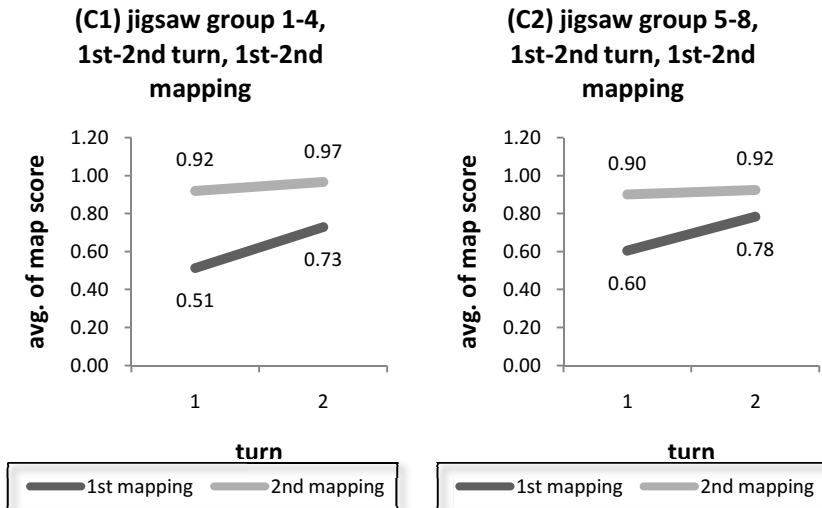 (C1) jigsaw group 1-4,
1st-2nd turn, 1st-2nd
mapping
avg. of map score
1.20
1.00
0.80
0.60
0.40
0.20
0.00
0.92
0.97
0.51
0.73
1
2
turn
1st mapping
2nd mapping
(C2) jigsaw group 5-8,
1st-2nd turn, 1st-2nd
mapping
avg. of map score
1.20
1.00
0.80
0.60
0.40
0.20
0.00
0.90
0.92
0.60
0.78
1
2
turn
1st mapping
2nd mapping